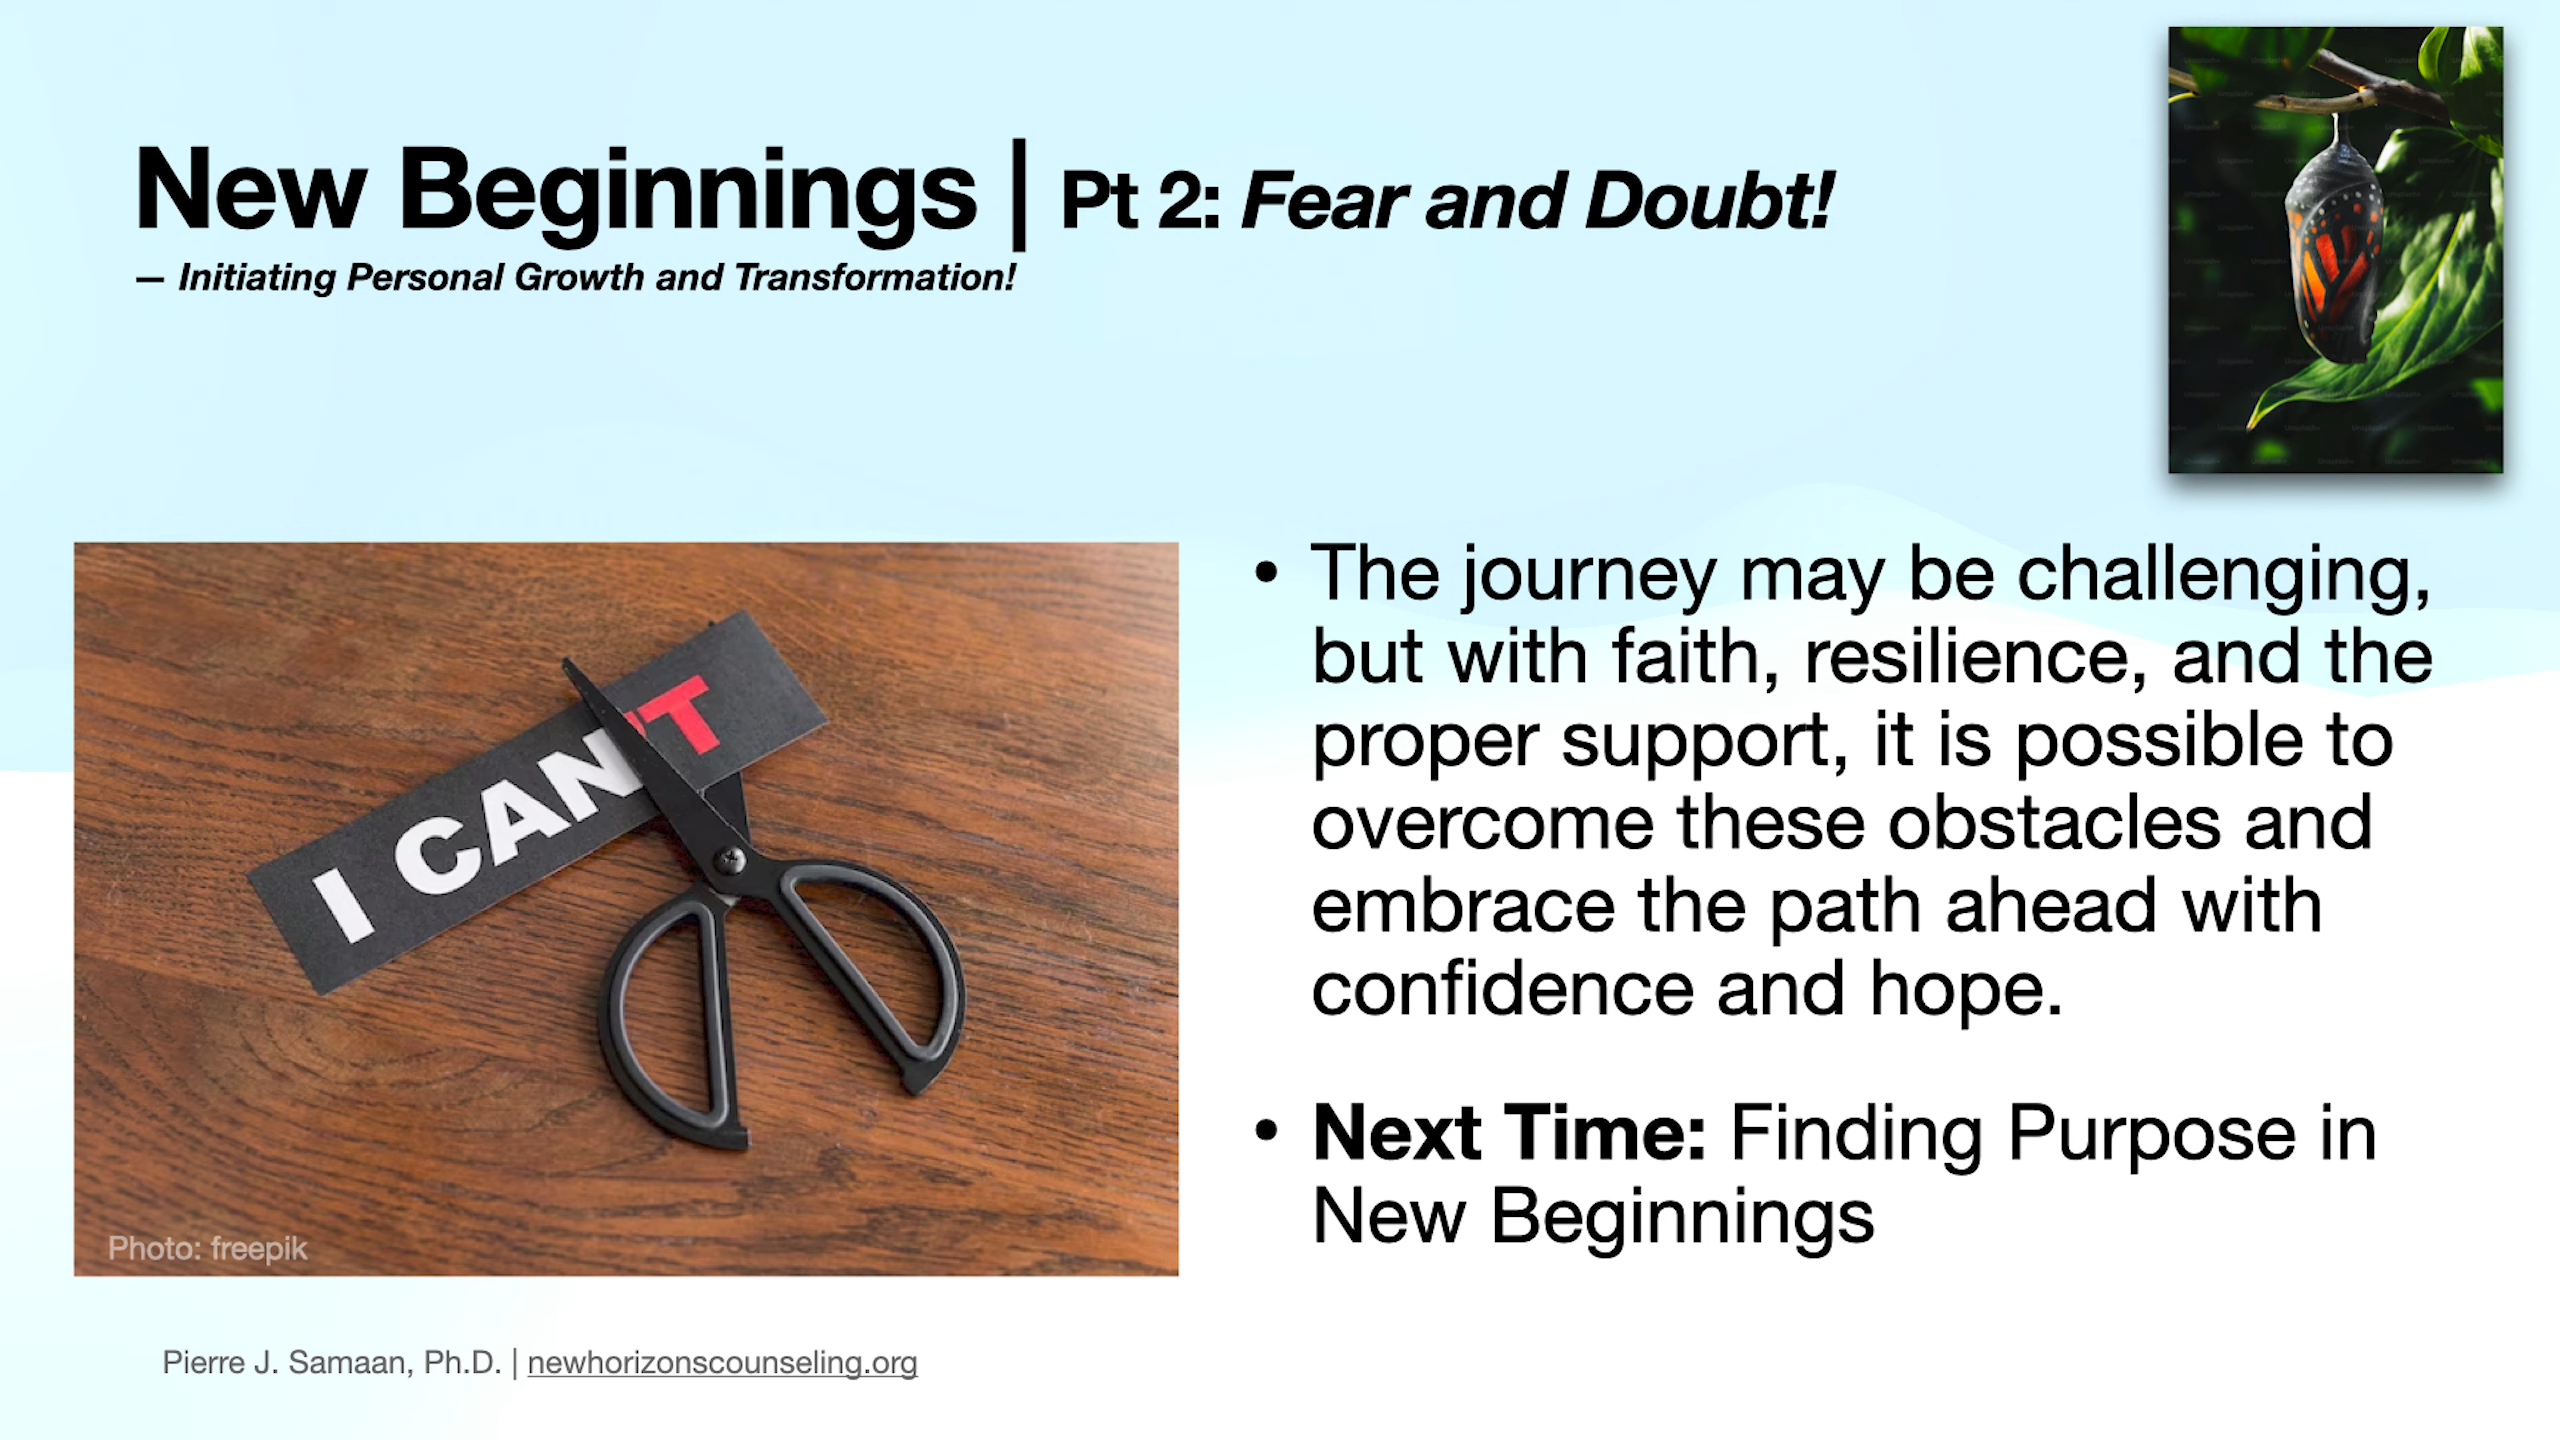 New Beginnings | Pt 2: Fear and Doubt!
– Initiating Personal Growth and Transformation!
I CAN'T
Photo: freepik
• The journey may be challenging,
but with faith, resilience, and the
proper support, it is possible to
overcome these obstacles and
embrace the path ahead with
confidence and hope.
• Next Time: Finding Purpose in
New Beginnings
Pierre J. Samaan, Ph.D. | newhorizonscounseling.org